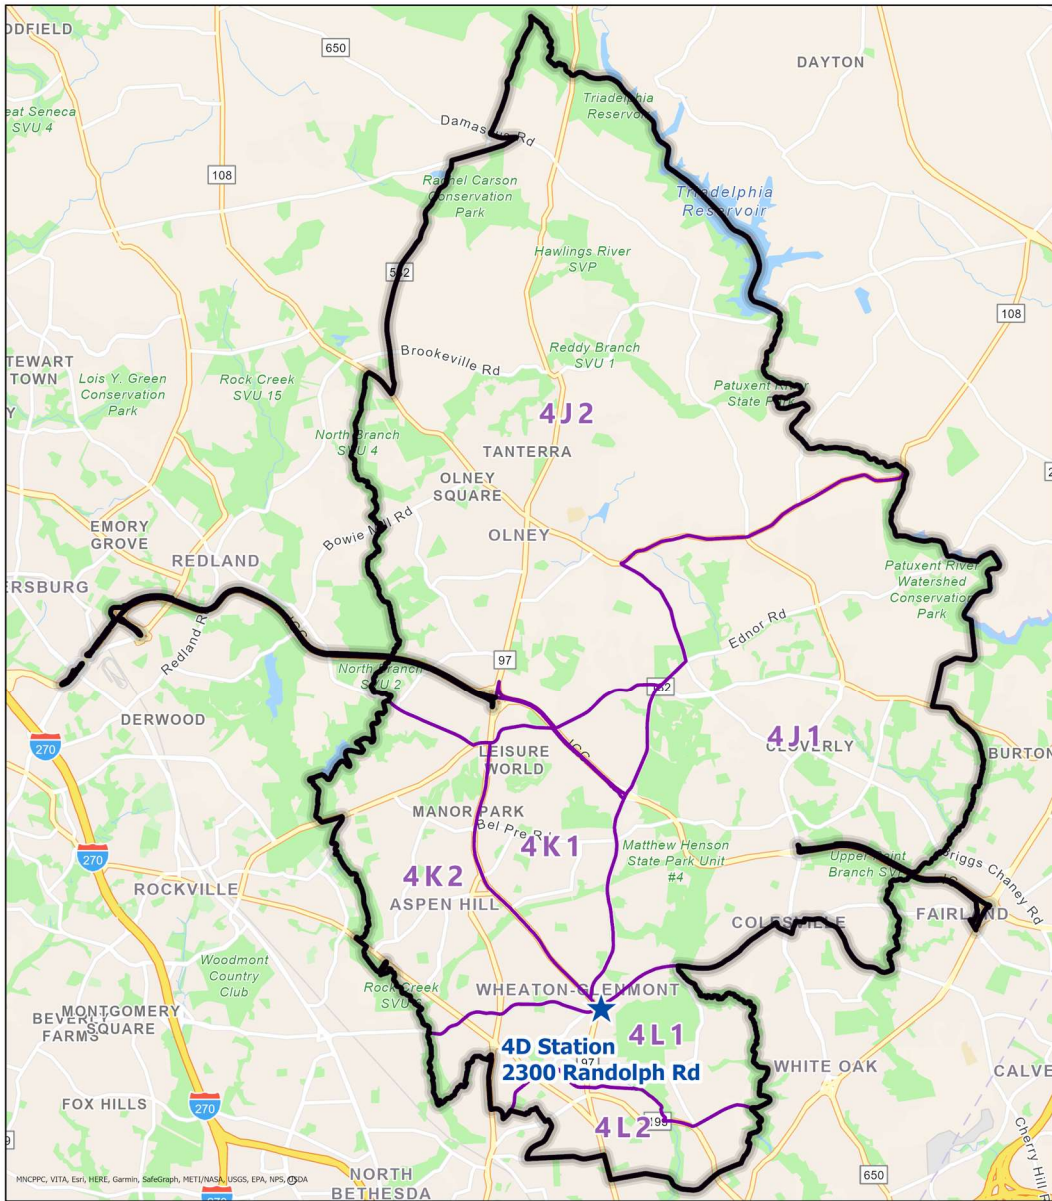 DFIELD
650
DAYTON
eat Seneca
SVU 4
Triadelphia
Reservoir
108
Rachel Carson
Conservation
Park
Triadelphia
Reservoir
Hawlings River
SVP
108
Brookeville Rd
Reddy Branch
SVU 1
TEWART
TOWN
Lois Y. Green
Conservation
Park
Rock Creek
SVU 15
Patuxent River
State Park
Y
4J2
North Branch
SVU 4
TANTERRA
OLNEY
SQUARE
EMORY
GROVE
Bowie Mill Rd
OLNEY
REDLAND
ERSBURG
Patuxent River
Watershed
Conservation
Park
Ednor Rd
Redland R
ICC
North Branch
SVU 2
97
182
DERWOOD
270
4J1
CLOVERLY
BURTON
ICC
LEISURE
WORLD
MANOR PARK
Bel Pre Rd
4K1
Matthew Henson
State Park Unit
#4
270
4K2
Upper Paint
Branch SVP
Briggs Chaney Rd
ROCKVILLE
ASPEN HILL
COLESVILLE
FAIRLAND
Woodmont
Country
Club
Rock Creek
WHEATON-GLENMONT
MONTGOMERY
SQUARE
BEVERLY
FARMS
4L1
4D Station
2300 Randolph Rd
97
WHITE OAK
CALVE
FOX HILLS
270
4L2
193
Cherry Hill
650
NORTH
BETHESDA
270
MNCPPC, VITA, Esri, HERE, Garmin, SafeGraph, METI/NASA, USGS, EPA, NPS, USDA